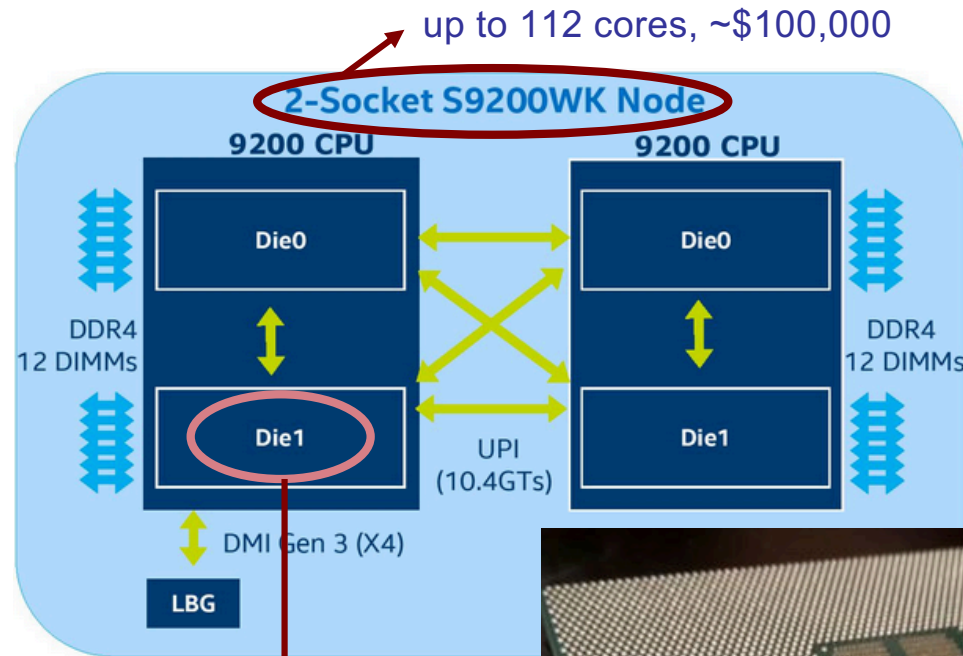 up to 112 cores, ~$100,000
2-Socket S9200WK Node
9200 CPU
9200 CPU
Die0
Die0
DDR4
12 DIMMs
DDR4
12 DIMMs
Die1
Die1
UPI
(10.4GTs)
DMI Gen 3 (X4)
LBG